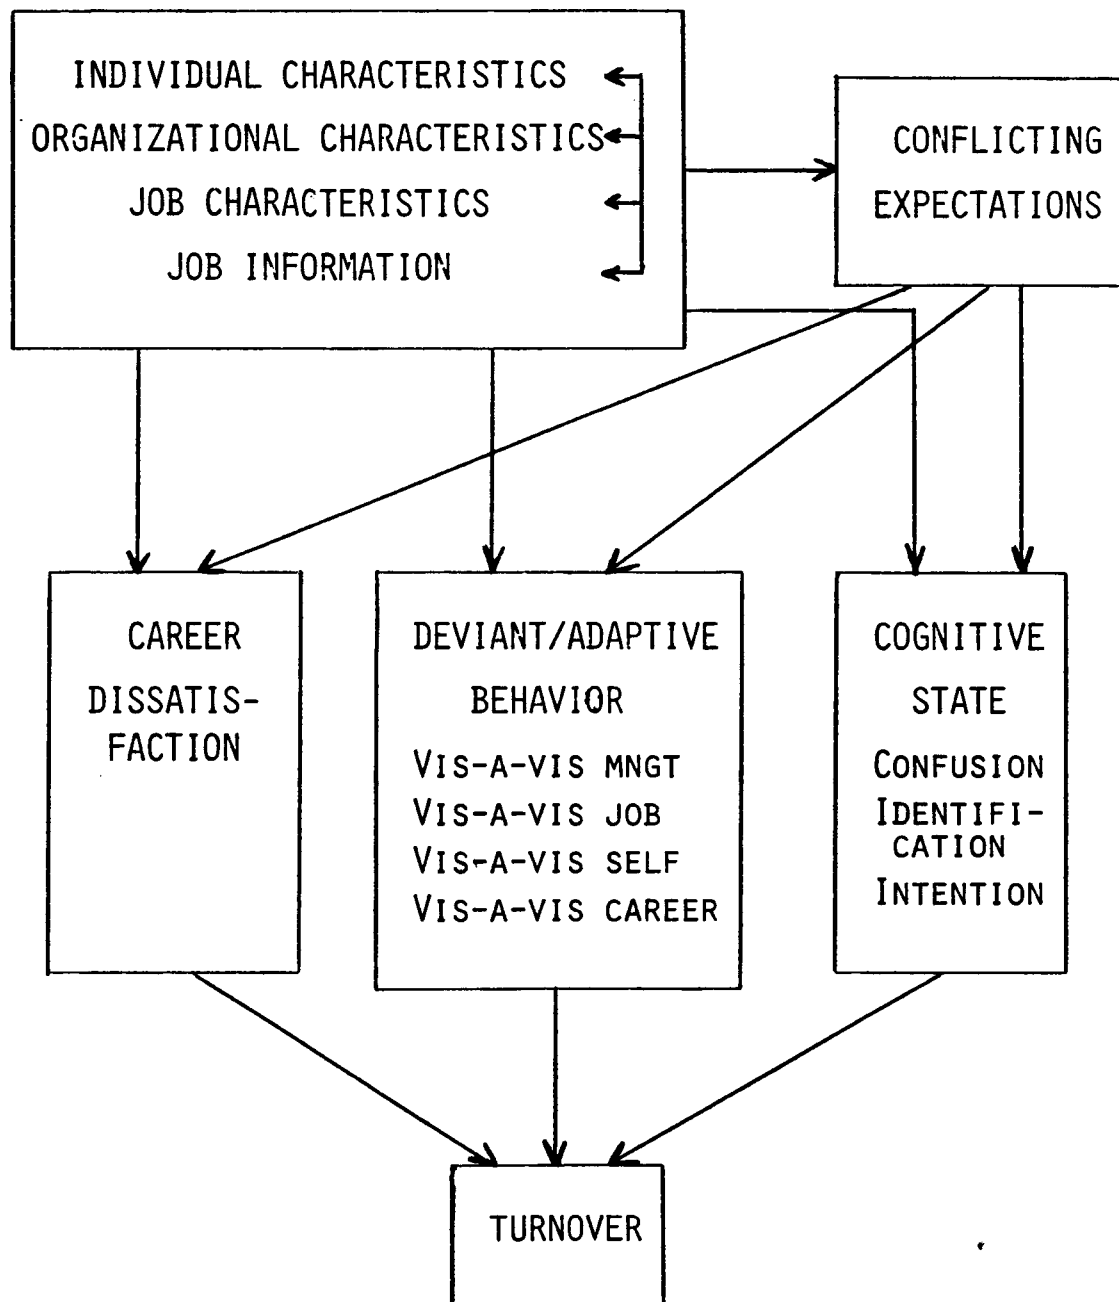 INDIVIDUAL CHARACTERISTICS
ORGANIZATIONAL CHARACTERISTICS
JOB CHARACTERISTICS
JOB INFORMATION
CONFLICTING
EXPECTATIONS
CAREER
DISSATIS-
FACTION
DEVIANT/ADAPTIVE
BEHAVIOR
VIS-A-VIS MNGT
VIS-A-VIS JOB
VIS-A-VIS SELF
VIS-A-VIS CAREER
COGNITIVE
STATE
CONFUSION
IDENTIFI-
CATION
INTENTION
TURNOVER